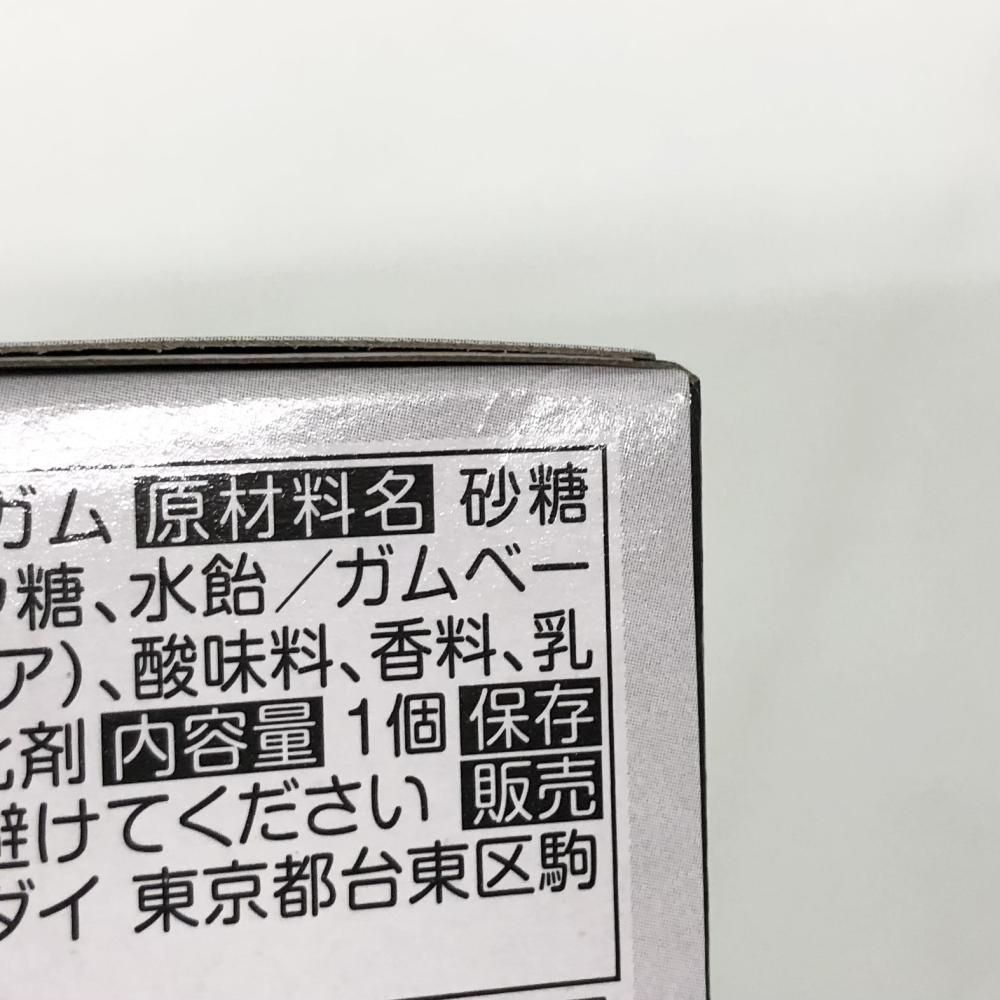 ガム 原材料名 砂糖
糖、水飴/ガムベー
ア)、酸味料、香料、乳
剤 内容量 1個 保存
避けてください 販売
ダイ 東京都台東区駒